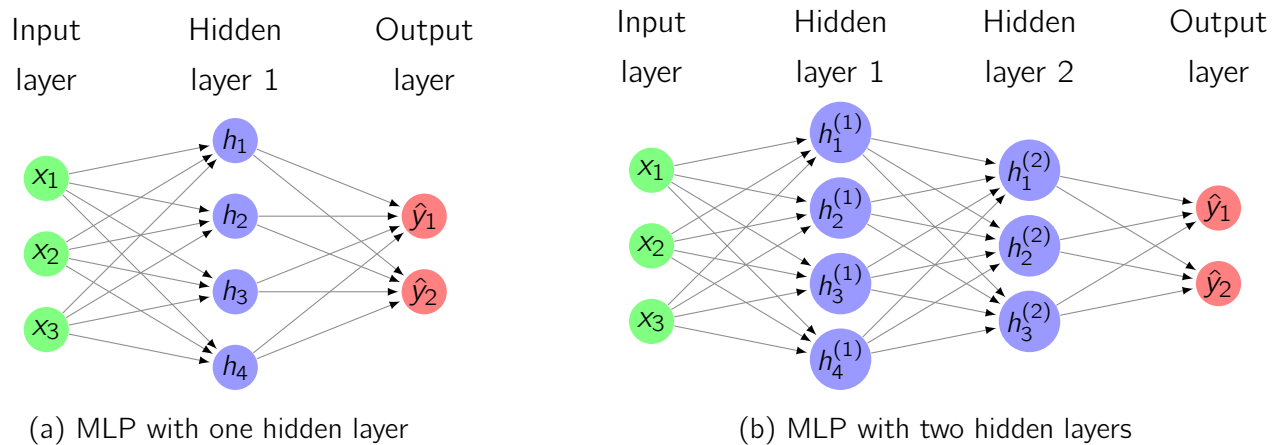 Input layer
Hidden layer 1
Output layer
x₁
x₂
x₃
h₁
h₂
h₃
h₄
ŷ₁
ŷ₂
(a) MLP with one hidden layer
Input layer
Hidden layer 1
Hidden layer 2
Output layer
x₁
x₂
x₃
h₁⁽¹⁾
h₂⁽¹⁾
h₃⁽¹⁾
h₄⁽¹⁾
h₁⁽²⁾
h₂⁽²⁾
h₃⁽²⁾
ŷ₁
ŷ₂
(b) MLP with two hidden layers